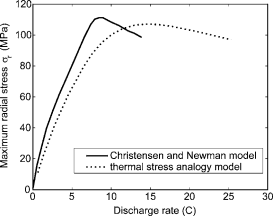 Maximum radial stress σr (MPa)
120
100
80
60
40
20
0
0 5 10 15 20 25 30
Discharge rate (C)
Christensen and Newman model
thermal stress analogy model